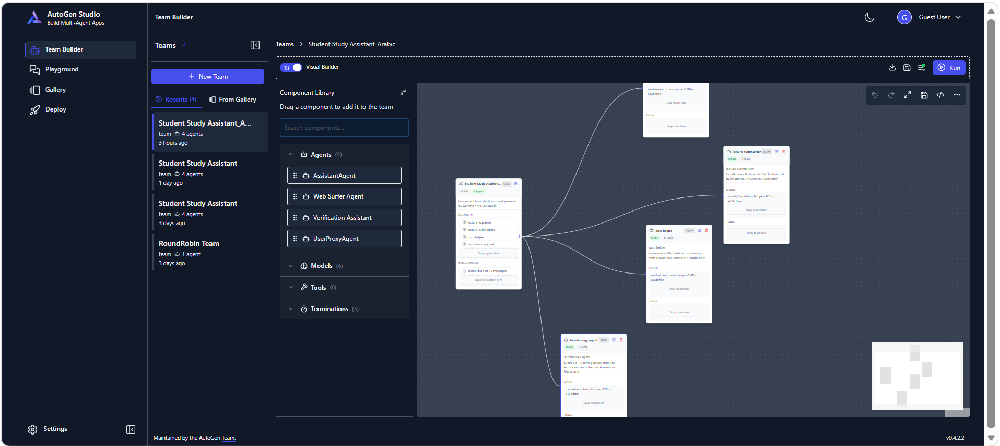 AutoGen Studio
Build Multi-Agent Apps
Team Builder
Playground
Gallery
Deploy
Settings
Team Builder
G
Guest User
Teams 4
+ New Team
Recents (4)
From Gallery
Student Study Assistant_A...
team 4 agents
3 hours ago
Student Study Assistant
team 4 agents
1 day ago
Student Study Assistant
team 4 agents
3 days ago
RoundRobin Team
team 1 agent
3 days ago
Teams > Student Study Assistant_Arabic
Visual Builder
Run
Component Library
Drag a component to add it to the team
Search components...
Agents (4)
AssistantAgent
Web Surfer Agent
Verification Assistant
UserProxyAgent
Models (4)
Tools (6)
Terminations (3)
Student Study Assistan... team
Model 4 Agents
Four-agent local study assistant powered
by Gemma 4 via LM Studio.
AGENTS (4)
lecture_explainer
lecture_summarizer
quiz_helper
terminology_agent
Drop agents here
TERMINATIONS
TERMINATE or 10 messages
Drop termination here
nvidia/nemotron-3-super-120b-
a12b:free
Drop model here
TOOLS
Drop tools here
lecture_summarizer agent
Model 0 Tools
lecture_summarizer
Condenses a lecture into 5–8 high-signal
bullet points. Answers in Arabic only.
MODEL
nvidia/nemotron-3-super-120b-
a12b:free
Drop model here
TOOLS
Drop tools here
quiz_helper agent
Model 0 Tools
quiz_helper
Generates a 20-question formative quiz
with answer key. Answers in Arabic only.
MODEL
nvidia/nemotron-3-super-120b-
a12b:free
Drop model here
TOOLS
Drop tools here
terminology_agent agent
Model 0 Tools
terminology_agent
Builds a 6–10 term glossary from the
lecture and ends the run. Answers in
Arabic only.
MODEL
nvidia/nemotron-3-super-120b-
a12b:free
Drop model here
TOOLS
Maintained by the AutoGen Team.
v0.4.2.2